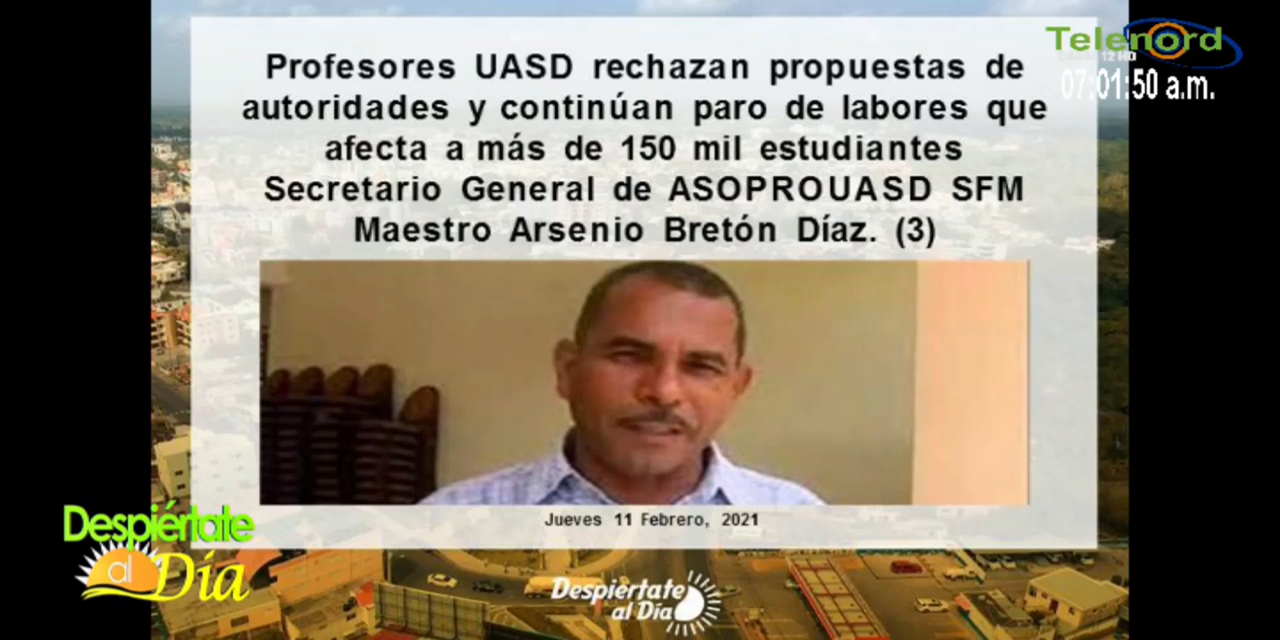 Telenord
12 HD
07:01:50 a.m.
Profesores UASD rechazan propuestas de
autoridades y continúan paro de labores que
afecta a más de 150 mil estudiantes
Secretario General de ASOPROUASD SFM
Maestro Arsenio Bretón Díaz. (3)
Jueves 11 Febrero, 2021
Despiértate
al Día
Despiértate
al Día